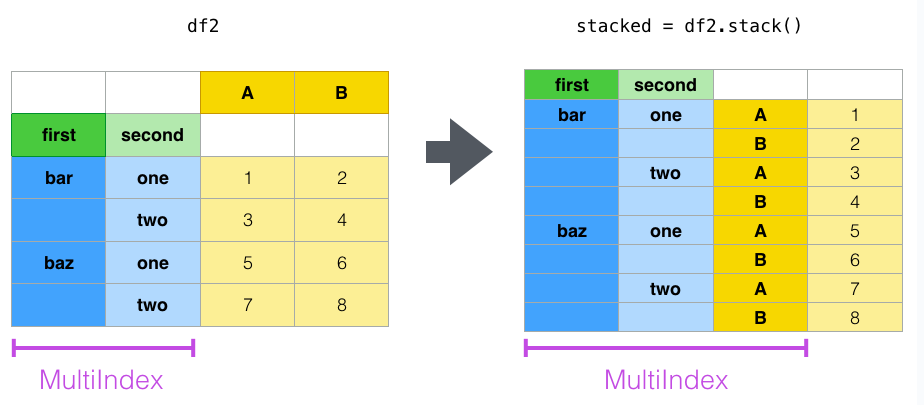 df2
A B
first second
bar one 1 2
two 3 4
baz one 5 6
two 7 8
MultiIndex
stacked = df2.stack()
first second
bar one A 1
B 2
two A 3
B 4
baz one A 5
B 6
two A 7
B 8
MultiIndex